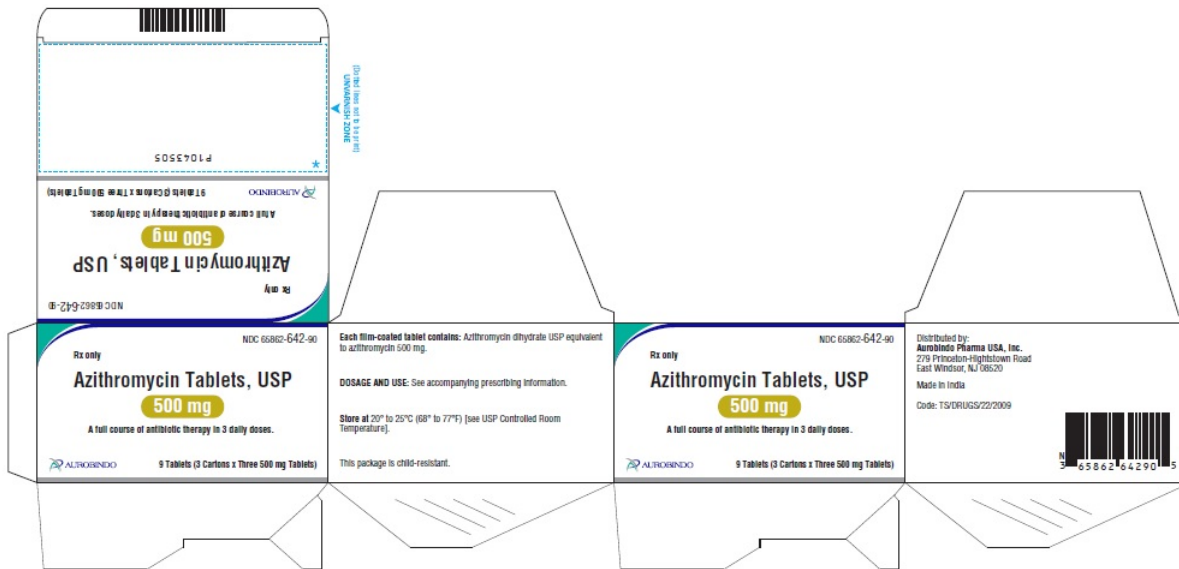 (Dotted lines not to be print)
UNVARNISH ZONE
P1043505
*
9 Tablets (3 Cartons x Three 500 mg Tablets)
AUROBINDO
A full course of antibiotic therapy in 3 daily doses.
500 mg
Azithromycin Tablets, USP
Rx only
NDC 65862-642-90
NDC 65862-642-90
Rx only
Azithromycin Tablets, USP
500 mg
A full course of antibiotic therapy in 3 daily doses.
AUROBINDO
9 Tablets (3 Cartons x Three 500 mg Tablets)
Each film-coated tablet contains: Azithromycin dihydrate USP equivalent
to azithromycin 500 mg.
DOSAGE AND USE: See accompanying prescribing information.
Store at 20° to 25°C (68° to 77°F) [see USP Controlled Room
Temperature].
This package is child-resistant.
NDC 65862-642-90
Rx only
Azithromycin Tablets, USP
500 mg
A full course of antibiotic therapy in 3 daily doses.
AUROBINDO
9 Tablets (3 Cartons x Three 500 mg Tablets)
Distributed by:
Aurobindo Pharma USA, Inc.
279 Princeton-Hightstown Road
East Windsor, NJ 08520
Made in India
Code: TS/DRUGS/22/2009
N
3 65862 64290 5